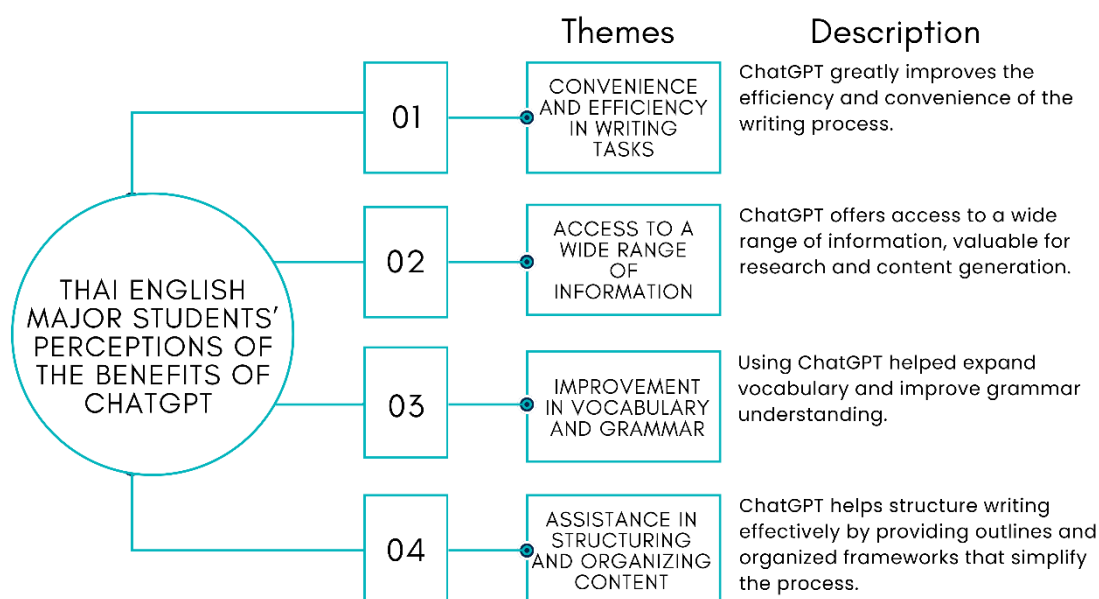 Themes
Description
THAI ENGLISH
MAJOR STUDENTS'
PERCEPTIONS OF
THE BENEFITS OF
CHATGPT
01
CONVENIENCE
AND EFFICIENCY
IN WRITING
TASKS
ChatGPT greatly improves the
efficiency and convenience of the
writing process.
02
ACCESS TO A
WIDE RANGE
OF
INFORMATION
ChatGPT offers access to a wide
range of information, valuable for
research and content generation.
03
IMPROVEMENT
IN VOCABULARY
AND GRAMMAR
Using ChatGPT helped expand
vocabulary and improve grammar
understanding.
04
ASSISTANCE IN
STRUCTURING
AND ORGANIZING
CONTENT
ChatGPT helps structure writing
effectively by providing outlines and
organized frameworks that simplify
the process.